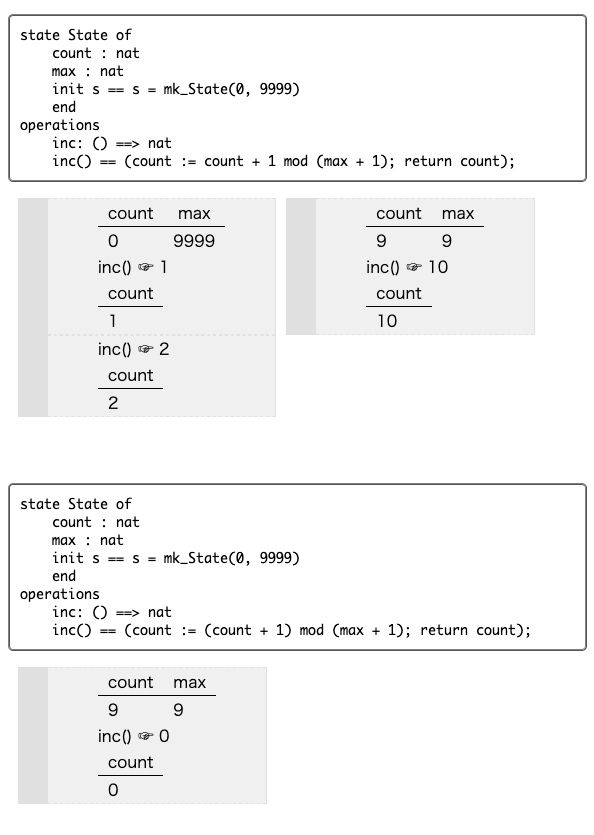 state State of
    count : nat
    max : nat
    init s == s = mk_State(0, 9999)
    end
operations
    inc: () ==> nat
    inc() == (count := count + 1 mod (max + 1); return count);
count max
0 9999
inc() ☞ 1
count
1
inc() ☞ 2
count
2
count max
9 9
inc() ☞ 10
count
10
state State of
    count : nat
    max : nat
    init s == s = mk_State(0, 9999)
    end
operations
    inc: () ==> nat
    inc() == (count := (count + 1) mod (max + 1); return count);
count max
9 9
inc() ☞ 0
count
0